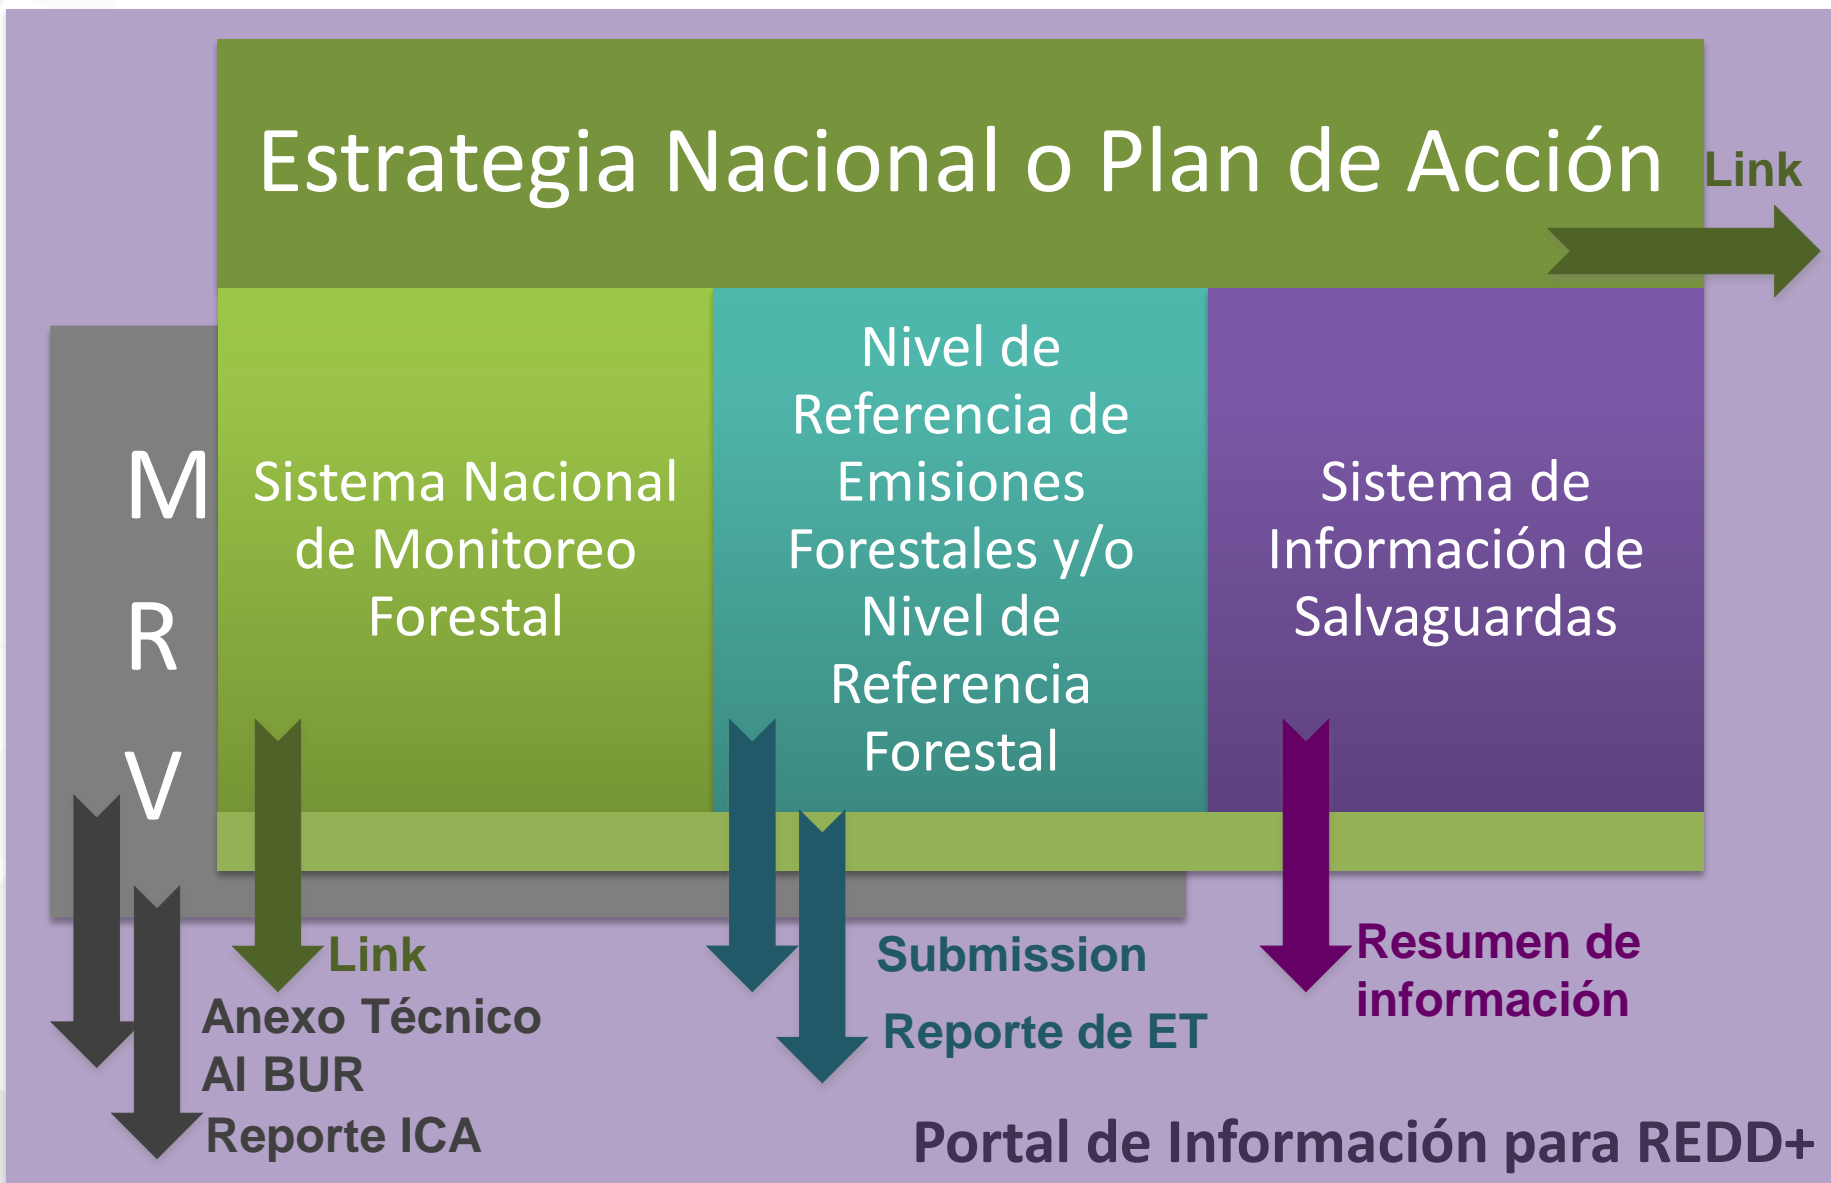 Estrategia Nacional o Plan de Acción
Link
M
R
V
Sistema Nacional
de Monitoreo
Forestal
Nivel de
Referencia de
Emisiones
Forestales y/o
Nivel de
Referencia
Forestal
Sistema de
Información de
Salvaguardas
Link
Anexo Técnico
Al BUR
Reporte ICA
Submission
Reporte de ET
Resumen de
información
Portal de Información para REDD+